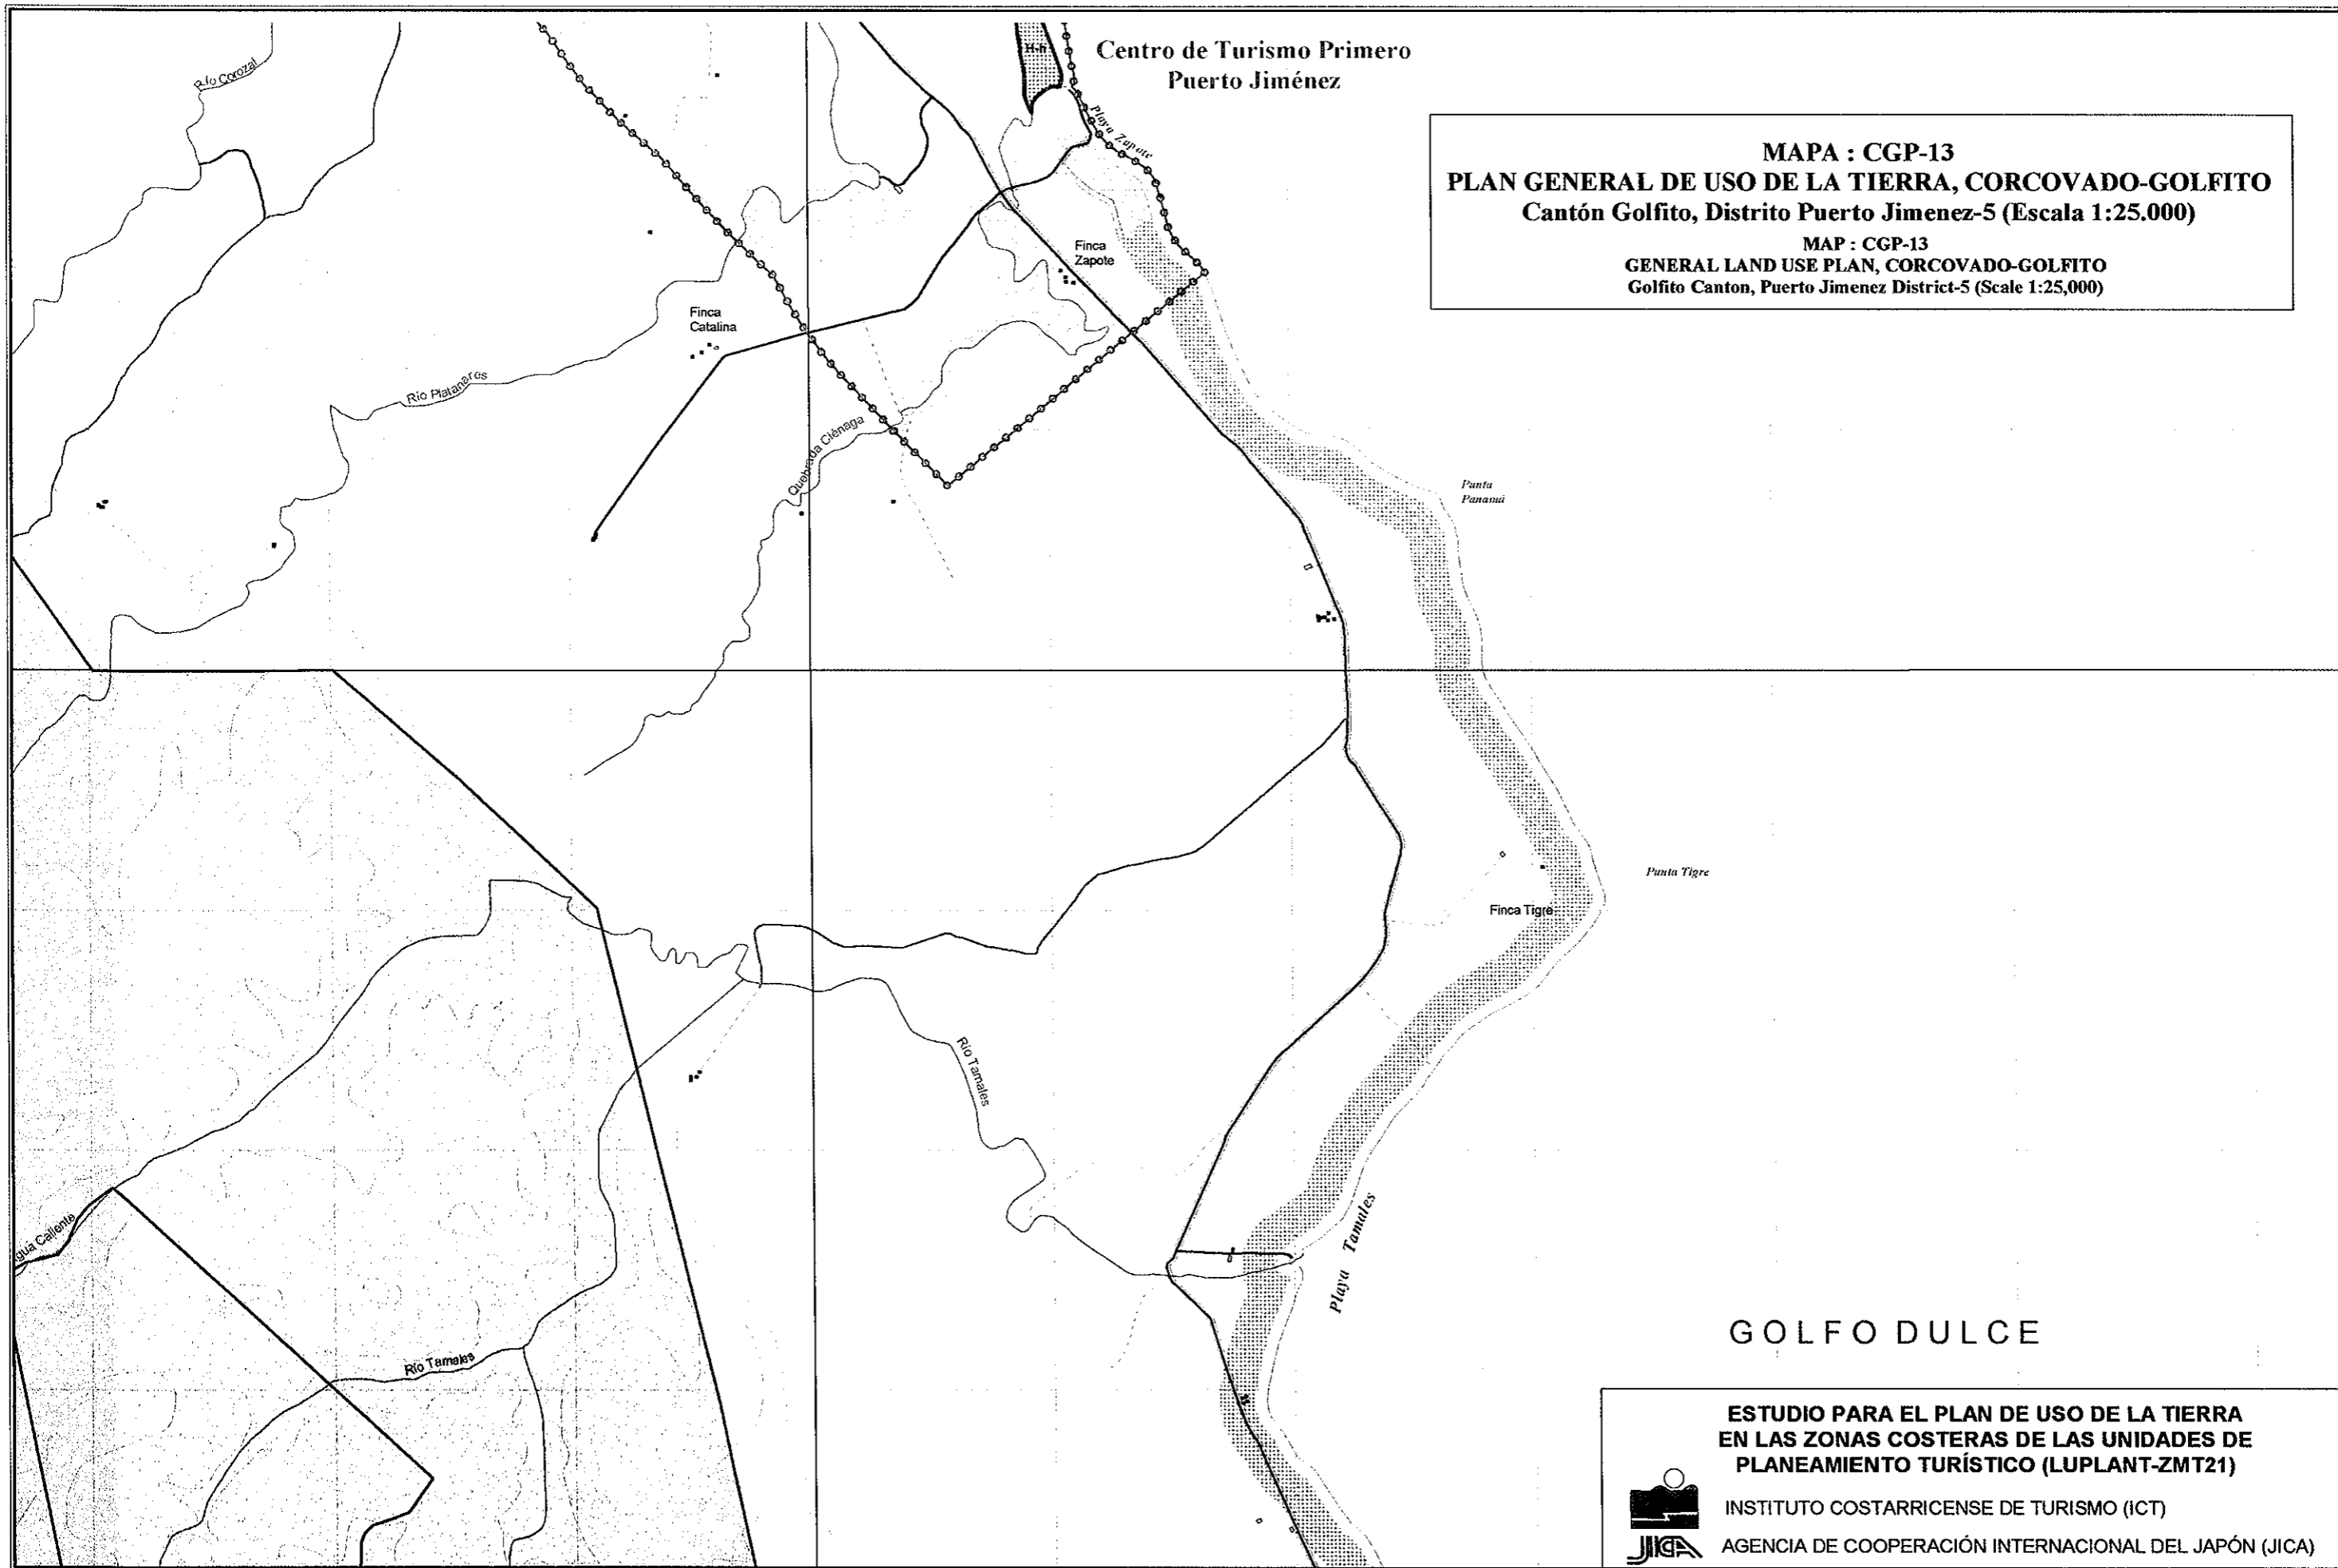 Río Corozal
H-h
Centro de Turismo Primero
Puerto Jiménez
Playa Zapote
MAPA : CGP-13
PLAN GENERAL DE USO DE LA TIERRA, CORCOVADO-GOLFITO
Cantón Golfito, Distrito Puerto Jimenez-5 (Escala 1:25.000)
MAP : CGP-13
GENERAL LAND USE PLAN, CORCOVADO-GOLFITO
Golfito Canton, Puerto Jimenez District-5 (Scale 1:25,000)
Finca
Zapote
Finca
Catalina
Río Platanares
Quebrada Ciénaga
Punta
Panamá
Punta Tigre
Finca Tigre
Río Tamales
Playa Tamales
gua Caliente
Río Tamales
GOLFO DULCE
ESTUDIO PARA EL PLAN DE USO DE LA TIERRA
EN LAS ZONAS COSTERAS DE LAS UNIDADES DE
PLANEAMIENTO TURÍSTICO (LUPLANT-ZMT21)
INSTITUTO COSTARRICENSE DE TURISMO (ICT)
JICA
AGENCIA DE COOPERACIÓN INTERNACIONAL DEL JAPÓN (JICA)